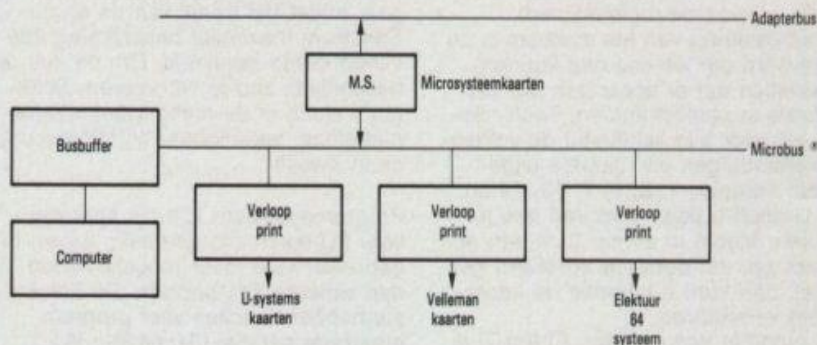 Adapterbus
M.S.
Microsysteemkaarten
Busbuffer
Microbus ®
Verloop
print
Verloop
print
Verloop
print
Computer
U-systems
kaarten
Velleman
kaarten
Elektuur
64
systeem